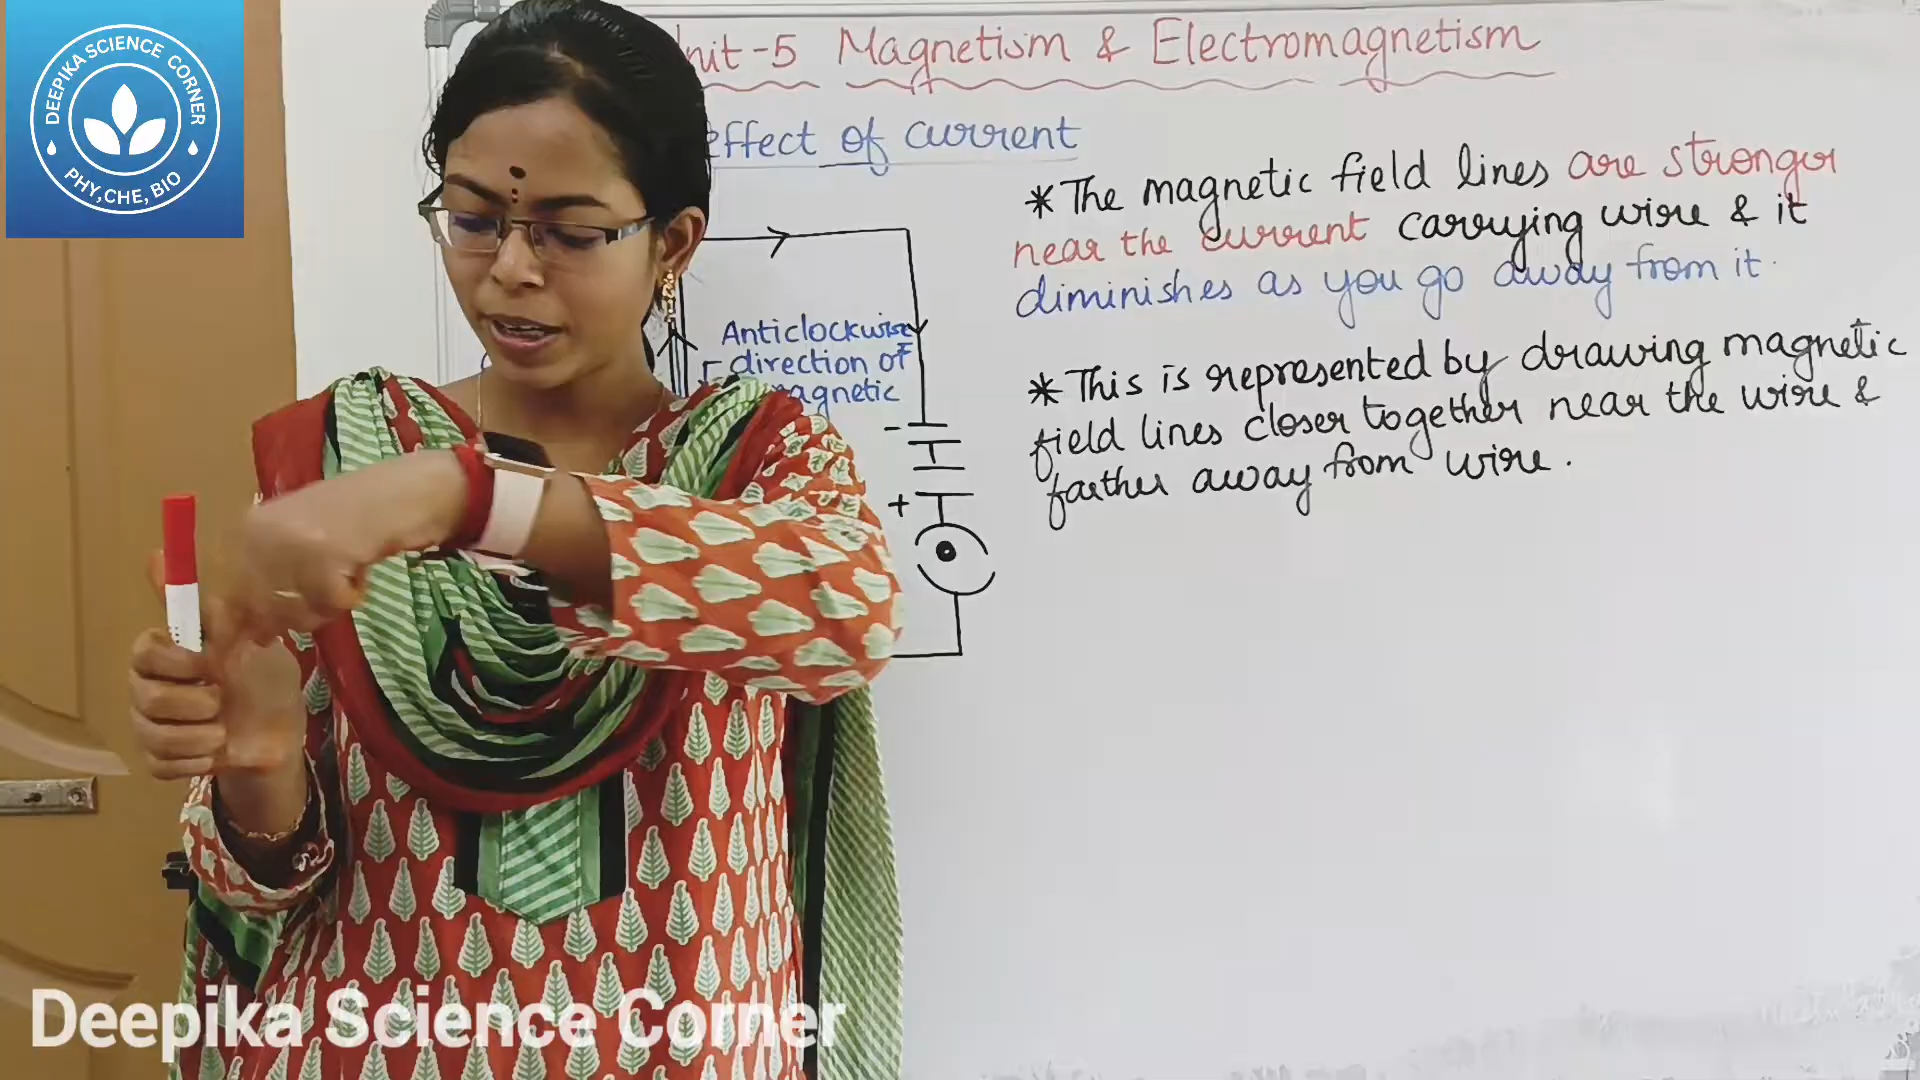 DEEPIKA SCIENCE CORNER
PHY,CHE, BIO
nit-5 Magnetism & Electromagnetism
effect of current
*The magnetic field lines are stronger
near the current carrying wire & it
diminishes as you go away from it.
*This is represented by drawing magnetic
field lines closer together near the wire &
farther away from wire.
Anticlockwise
direction of
agnetic
-
+
Deepika Science Corner